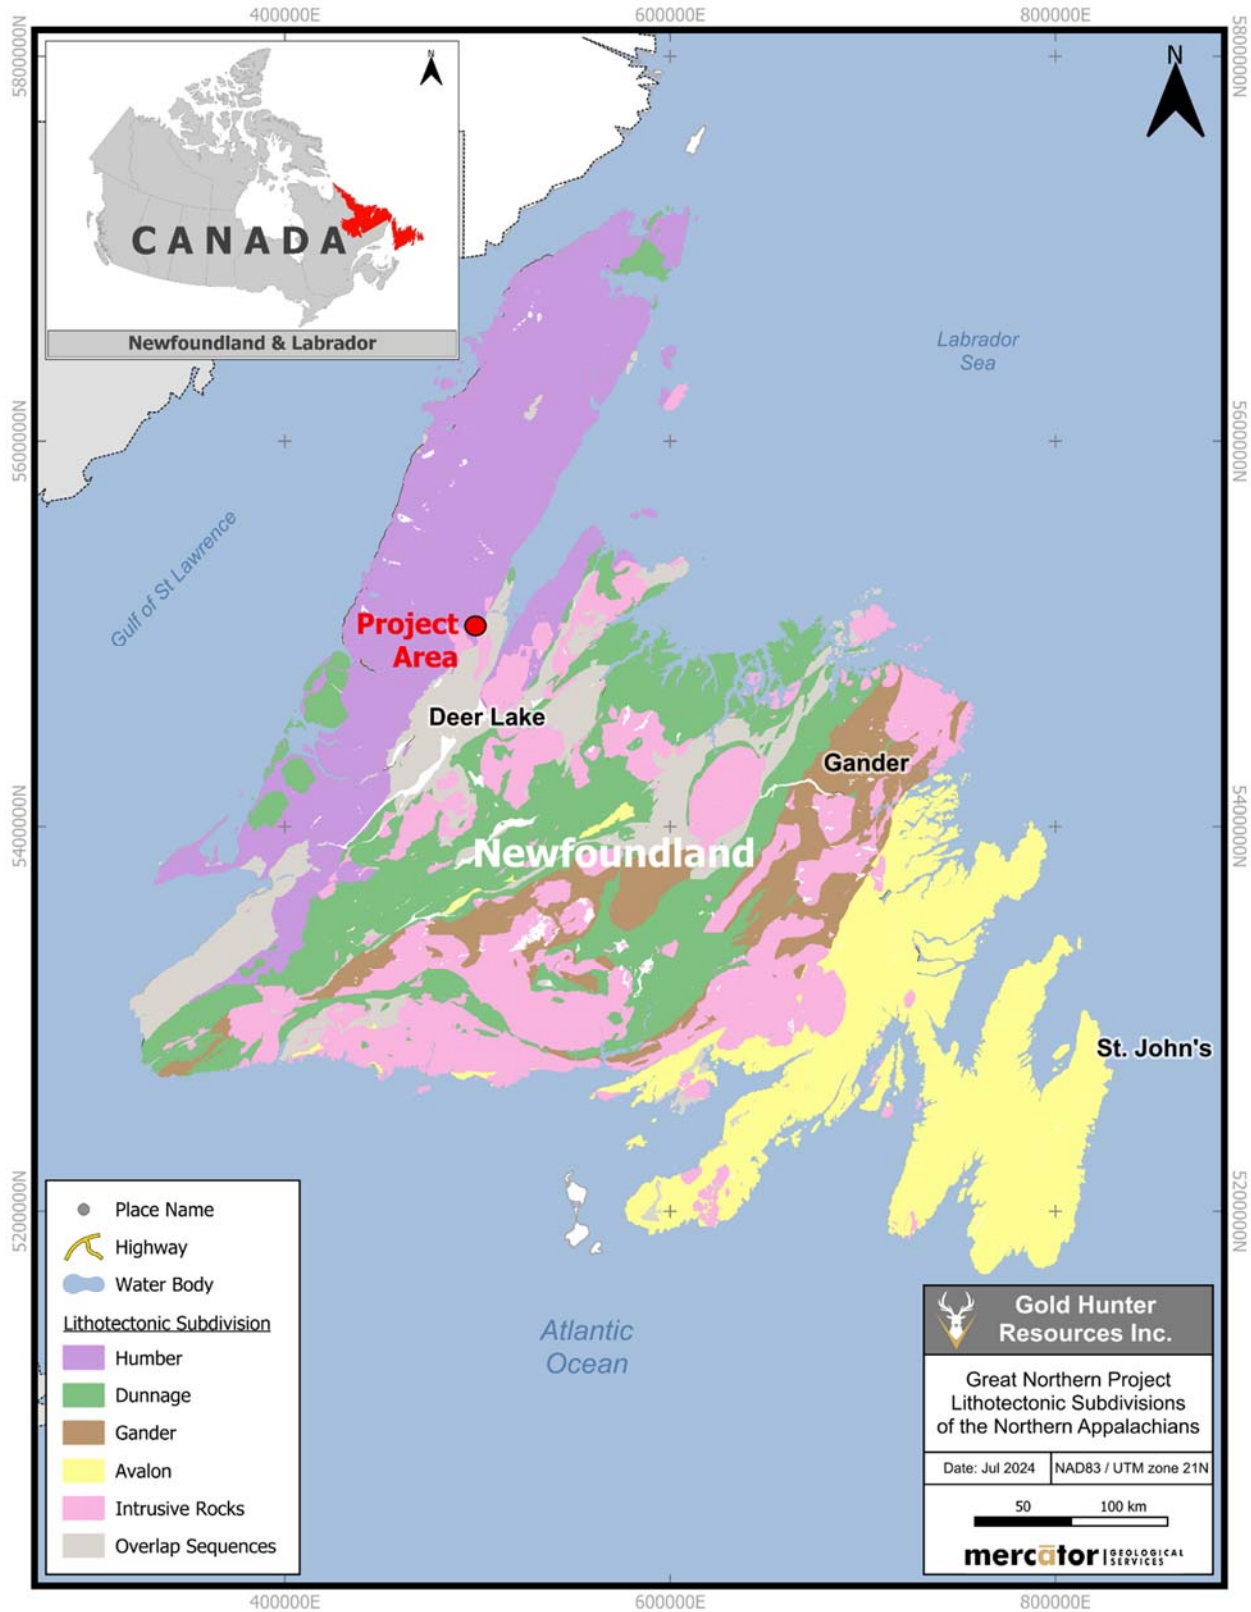 400000E
600000E
800000E
5800000N
5800000N
N
N
CANADA
Newfoundland & Labrador
Labrador
Sea
5600000N
5600000N
Gulf of St Lawrence
Project
Area
Deer Lake
Gander
5400000N
5400000N
Newfoundland
St. John's
5200000N
5200000N
Place Name
Highway
Water Body
Lithotectonic Subdivision
Humber
Dunnage
Gander
Avalon
Intrusive Rocks
Overlap Sequences
Atlantic
Ocean
Gold Hunter
Resources Inc.
Great Northern Project
Lithotectonic Subdivisions
of the Northern Appalachians
Date: Jul 2024
NAD83 / UTM zone 21N
50
100 km
mercātor
GEOLOGICAL
SERVICES
400000E
600000E
800000E